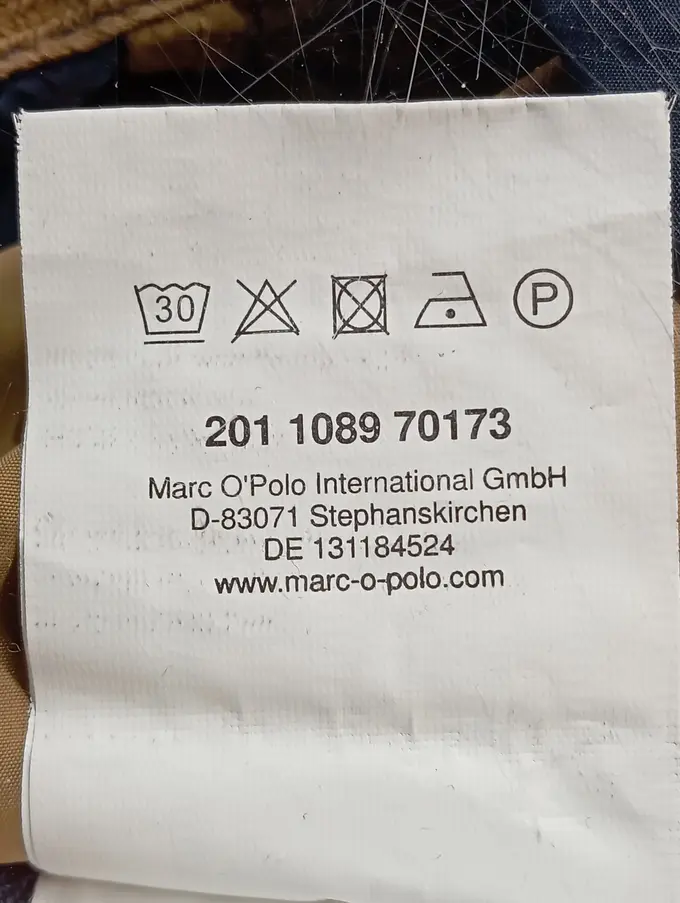 30
P
201 1089 70173
Marc O'Polo International GmbH
D-83071 Stephanskirchen
DE 131184524
www.marc-o-polo.com